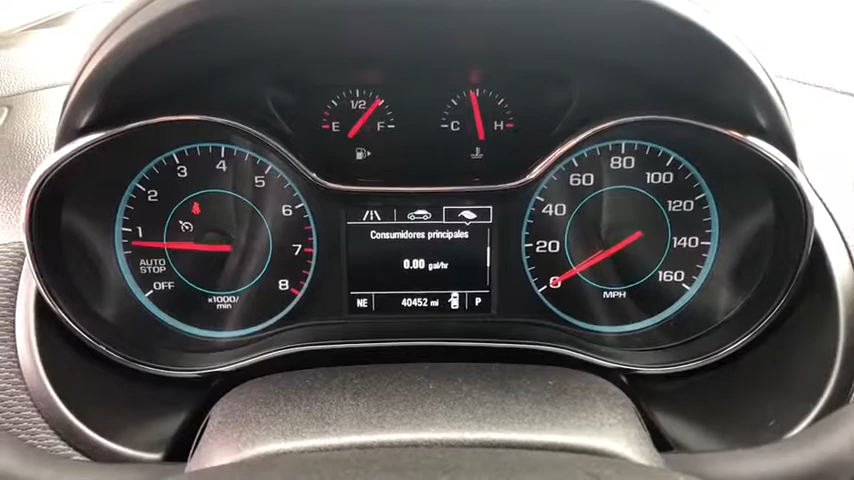 1/2
E F
C H
1 2 3 4 5 6 7 8
AUTO
STOP
OFF
x1000/
min
Consumidores principales
0.00 gal/hr
NE 40452 mi P
0 20 40 60 80 100 120 140 160
MPH